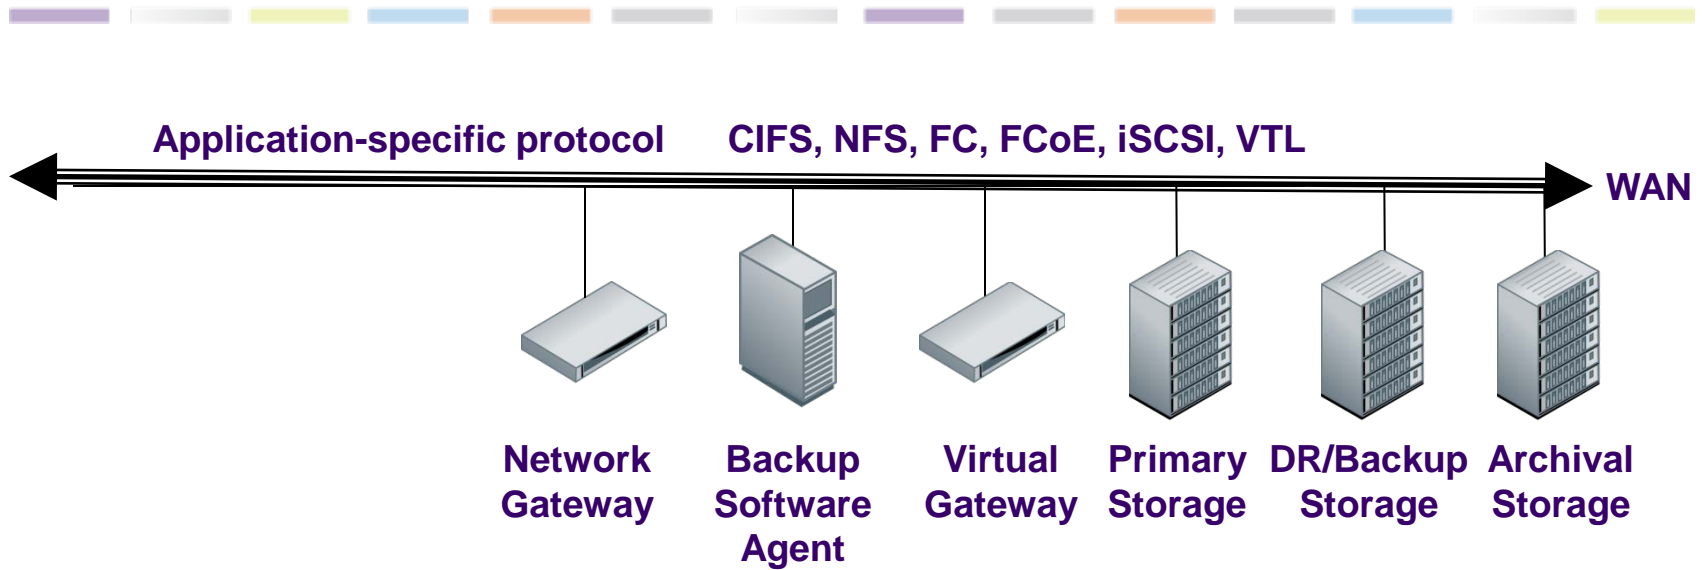 Application-specific protocol CIFS, NFS, FC, FCoE, iSCSI, VTL
WAN
Network
Gateway
Backup
Software
Agent
Virtual
Gateway
Primary
Storage
DR/Backup
Storage
Archival
Storage